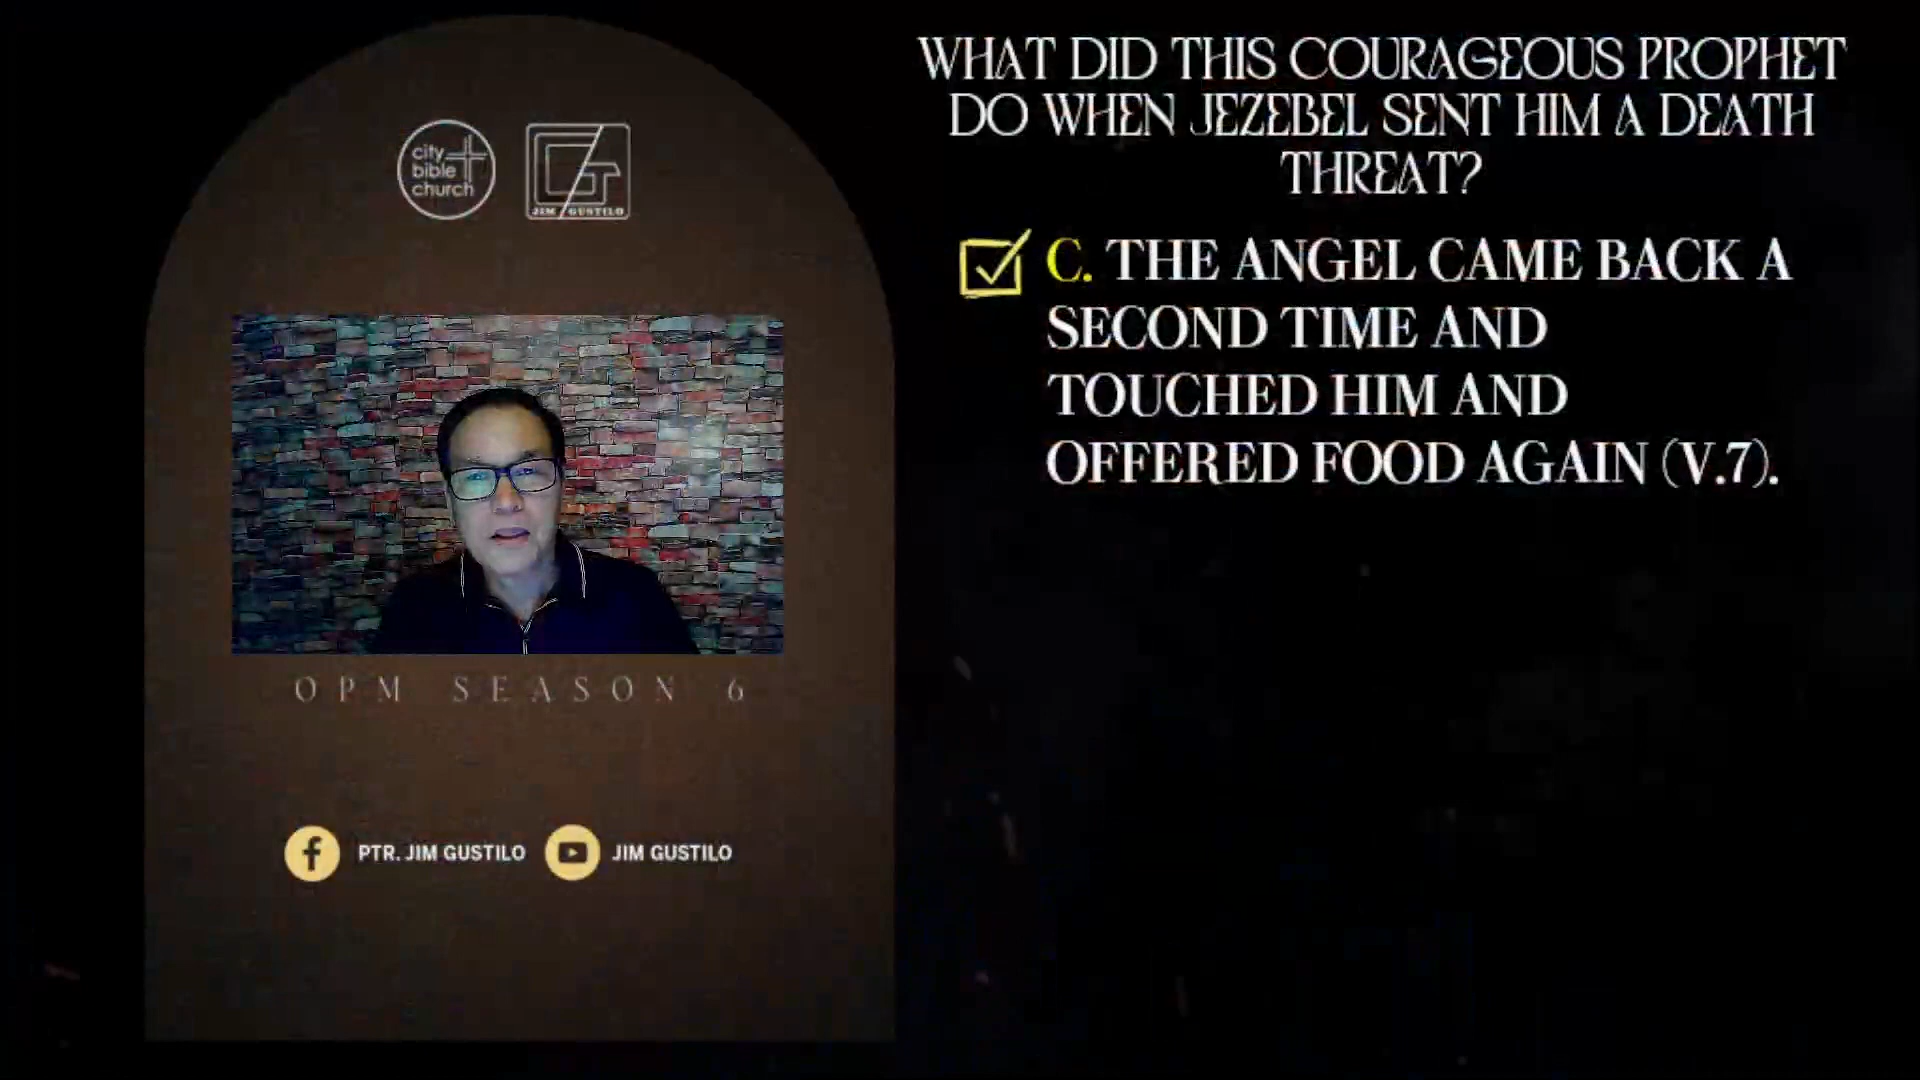 city
bible
church
JIM GUSTILO
OPM SEASON 6
PTR. JIM GUSTILO
JIM GUSTILO
WHAT DID THIS COURAGEOUS PROPHET
DO WHEN JEZEBEL SENT HIM A DEATH
THREAT?
C. THE ANGEL CAME BACK A
SECOND TIME AND
TOUCHED HIM AND
OFFERED FOOD AGAIN (V.7).